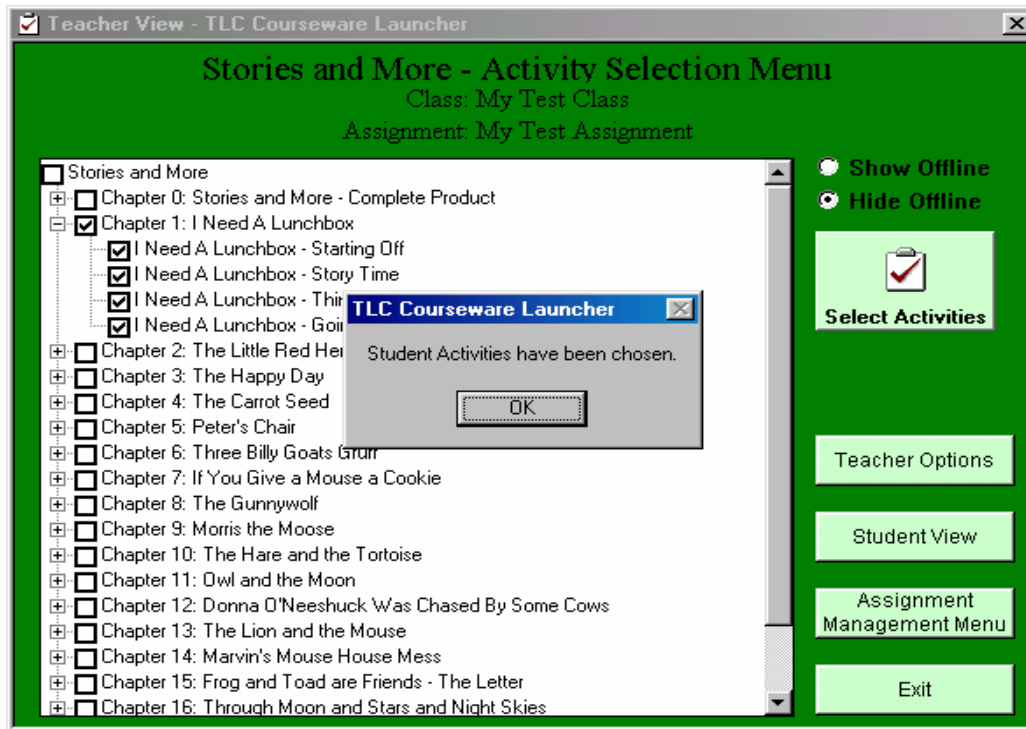 Teacher View - TLC Courseware Launcher
Stories and More - Activity Selection Menu
Class: My Test Class
Assignment: My Test Assignment
Stories and More
Chapter 0: Stories and More - Complete Product
Chapter 1: I Need A Lunchbox
I Need A Lunchbox - Starting Off
I Need A Lunchbox - Story Time
I Need A Lunchbox - Thin
I Need A Lunchbox - Goi
Chapter 2: The Little Red He
Chapter 3: The Happy Day
Chapter 4: The Carrot Seed
Chapter 5: Peter's Chair
Chapter 6: Three Billy Goats Gruff
Chapter 7: If You Give a Mouse a Cookie
Chapter 8: The Gunnywolf
Chapter 9: Morris the Moose
Chapter 10: The Hare and the Tortoise
Chapter 11: Owl and the Moon
Chapter 12: Donna O'Neeshuck Was Chased By Some Cows
Chapter 13: The Lion and the Mouse
Chapter 14: Marvin's Mouse House Mess
Chapter 15: Frog and Toad are Friends - The Letter
Chapter 16: Through Moon and Stars and Night Skies
TLC Courseware Launcher
Student Activities have been chosen.
OK
Show Offline
Hide Offline
Select Activities
Teacher Options
Student View
Assignment
Management Menu
Exit